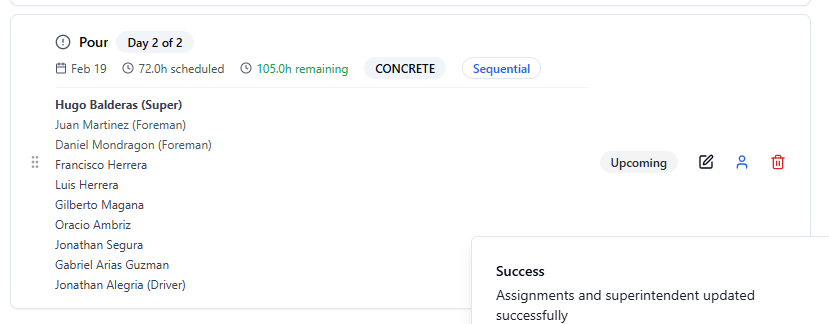 Pour Day 2 of 2
Feb 19 72.0h scheduled 105.0h remaining CONCRETE Sequential
Hugo Balderas (Super)
Juan Martinez (Foreman)
Daniel Mondragon (Foreman)
Francisco Herrera
Luis Herrera
Gilberto Magana
Oracio Ambriz
Jonathan Segura
Gabriel Arias Guzman
Jonathan Alegria (Driver)
Upcoming
Success
Assignments and superintendent updated
successfully